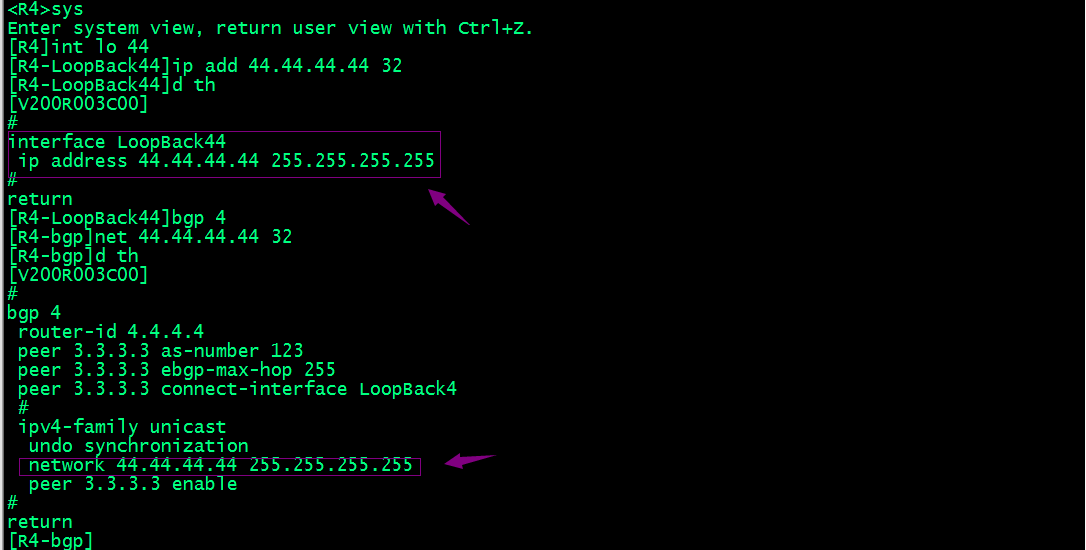 <R4>sys
Enter system view, return user view with Ctrl+Z.
[R4]int lo 44
[R4-LoopBack44]ip add 44.44.44.44 32
[R4-LoopBack44]d th
[V200R003C00]
#
interface LoopBack44
 ip address 44.44.44.44 255.255.255.255
#
return
[R4-LoopBack44]bgp 4
[R4-bgp]net 44.44.44.44 32
[R4-bgp]d th
[V200R003C00]
#
bgp 4
 router-id 4.4.4.4
 peer 3.3.3.3 as-number 123
 peer 3.3.3.3 ebgp-max-hop 255
 peer 3.3.3.3 connect-interface LoopBack4
 #
 ipv4-family unicast
  undo synchronization
  network 44.44.44.44 255.255.255.255
  peer 3.3.3.3 enable
#
return
[R4-bgp]